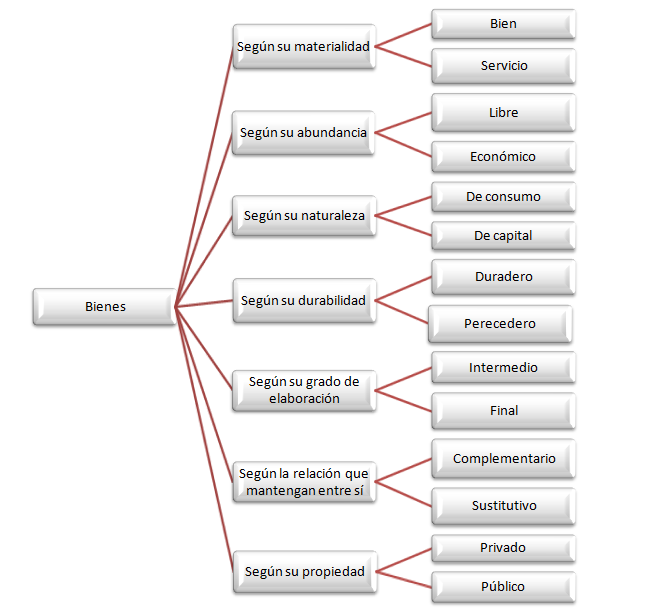 Bienes
Según su materialidad
Bien
Servicio
Según su abundancia
Libre
Económico
Según su naturaleza
De consumo
De capital
Según su durabilidad
Duradero
Perecedero
Según su grado de
elaboración
Intermedio
Final
Según la relación que
mantengan entre sí
Complementario
Sustitutivo
Según su propiedad
Privado
Público